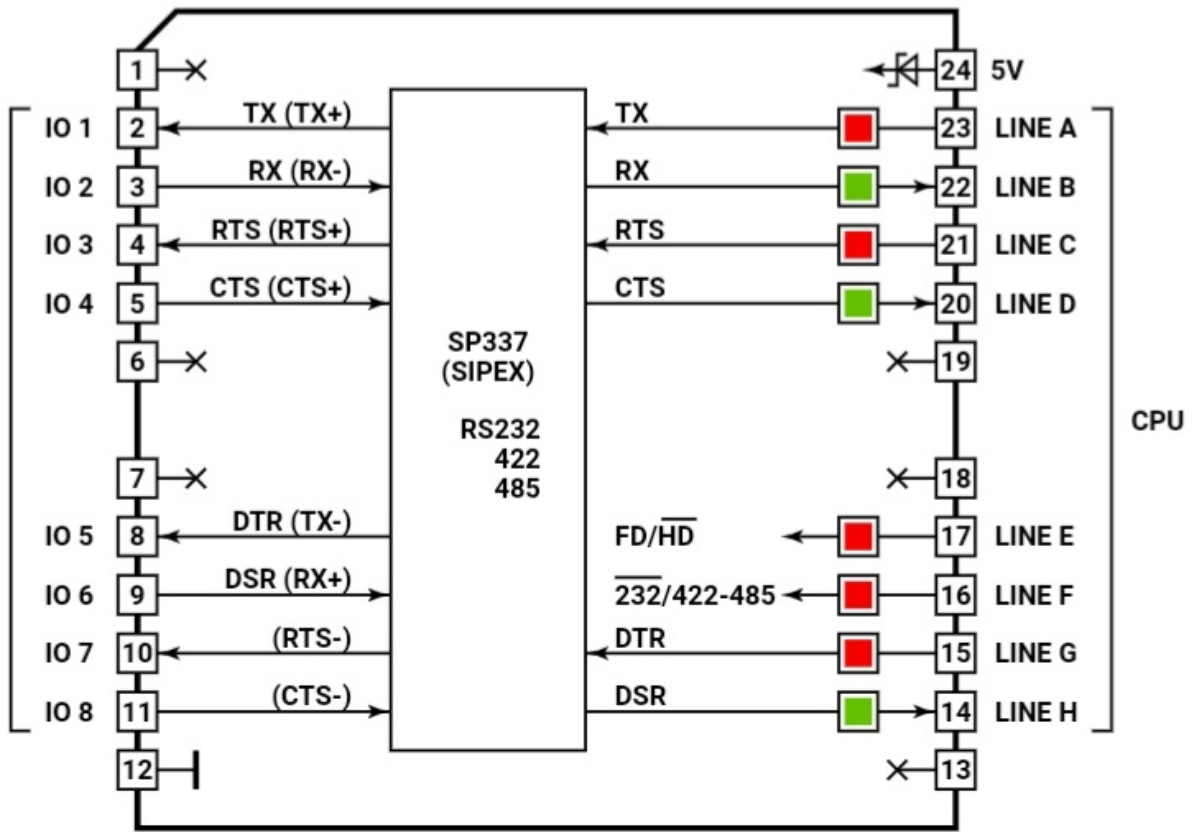 1 24 5V
IO 1 2 TX (TX+) TX 23 LINE A
IO 2 3 RX (RX-) RX 22 LINE B
IO 3 4 RTS (RTS+) RTS 21 LINE C
IO 4 5 CTS (CTS+) CTS 20 LINE D
6 19
SP337
(SIPEX)
RS232
422
485
CPU
7 18
IO 5 8 DTR (TX-) FD/H̅D̅ 17 LINE E
IO 6 9 DSR (RX+) 2̅3̅2̅/422-485 16 LINE F
IO 7 10 (RTS-) DTR 15 LINE G
IO 8 11 (CTS-) DSR 14 LINE H
12 13